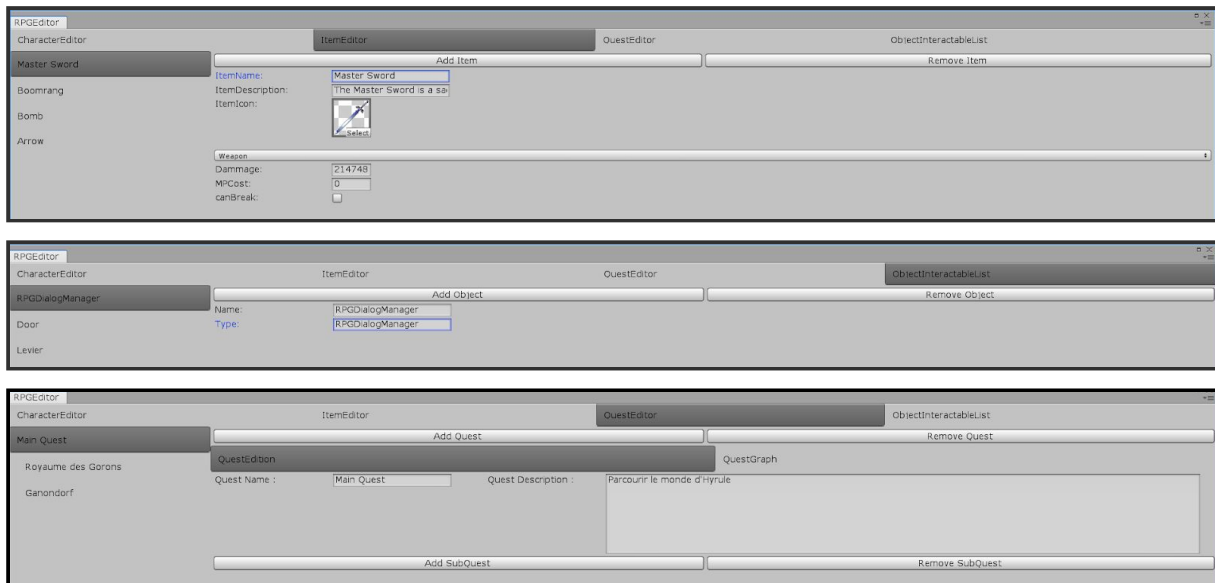 RPGEditor
CharacterEditor ItemEditor QuestEditor ObjectInteractableList
Master Sword Add Item Remove Item
ItemName: Master Sword
Boomrang ItemDescription: The Master Sword is a sa
ItemIcon:
Bomb
Select
Arrow
Weapon
Dammage: 214748
MPCost: 0
canBreak:
RPGEditor
CharacterEditor ItemEditor QuestEditor ObjectInteractableList
RPGDialogManager Add Object Remove Object
Name: RPGDialogManager
Door Type: RPGDialogManager
Levier
RPGEditor
CharacterEditor ItemEditor QuestEditor ObjectInteractableList
Main Quest Add Quest Remove Quest
QuestEdition QuestGraph
Royaume des Gorons
Quest Name : Main Quest Quest Description : Parcourir le monde d'Hyrule
Ganondorf
Add SubQuest Remove SubQuest